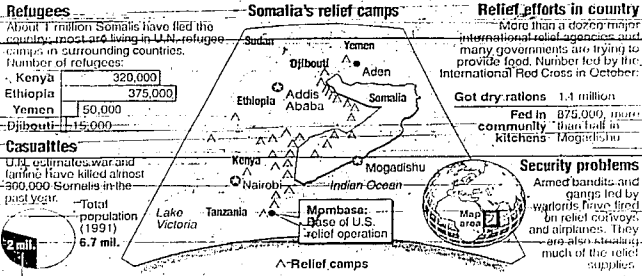 Refugees
About 1 million Somalis have fled the
country; most are living in U.N. refugee
camps in surrounding countries.
Number of refugees:
Kenya 320,000
Ethiopia 375,000
Yemen 50,000
Djibouti 15,000
Casualties
U.N. estimates war and
famine have killed almost
300,000 Somalis in the
past year.
2 mil.
Total
population
(1991)
6.7 mil.
Somalia's relief camps
Sudan
Yemen
Djibouti
Aden
Ethiopia
Addis
Ababa
Somalia
Kenya
Mogadishu
Nairobi
Indian Ocean
Lake
Victoria
Tanzania
Mombasa:
Base of U.S.
relief operation
Relief camps
Relief efforts in country
More than a dozen major
international relief agencies and
many governments are trying to
provide food. Number fed by the
International Red Cross in October:
Got dry rations 1.4 million
Fed in 875,000, more
community than half in
kitchens Mogadishu
Security problems
Armed bandits and
gangs led by
warlords have fired
on relief convoys
and airplanes. They
are also stealing
much of the relief
supplies.
Map
area